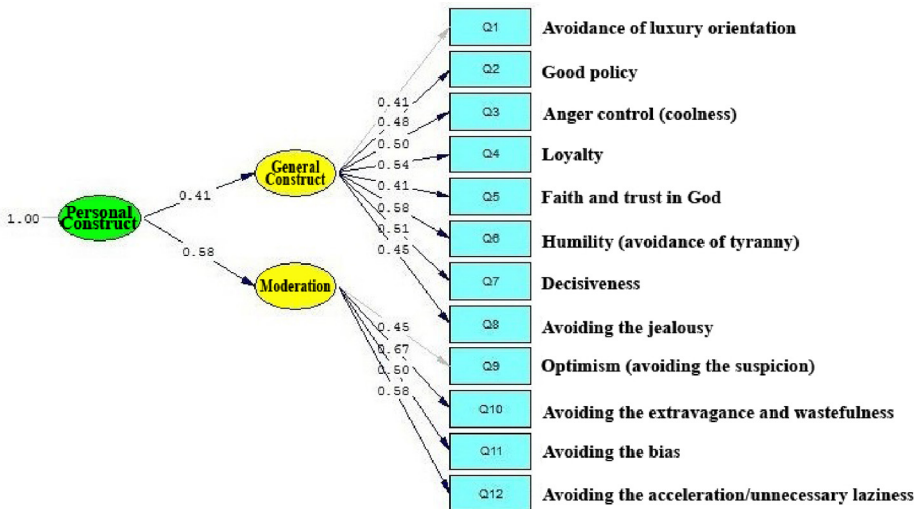 Q1 Avoidance of luxury orientation
Q2 Good policy
Q3 Anger control (coolness)
Q4 Loyalty
Q5 Faith and trust in God
Q6 Humility (avoidance of tyranny)
Q7 Decisiveness
Q8 Avoiding the jealousy
Q9 Optimism (avoiding the suspicion)
Q10 Avoiding the extravagance and wastefulness
Q11 Avoiding the bias
Q12 Avoiding the acceleration/unnecessary laziness
0.41
0.48
0.50
0.54
0.41
0.58
0.51
0.45
0.45
0.67
0.50
0.58
General
Construct
Moderation
0.41
0.58
Personal
Construct
1.00